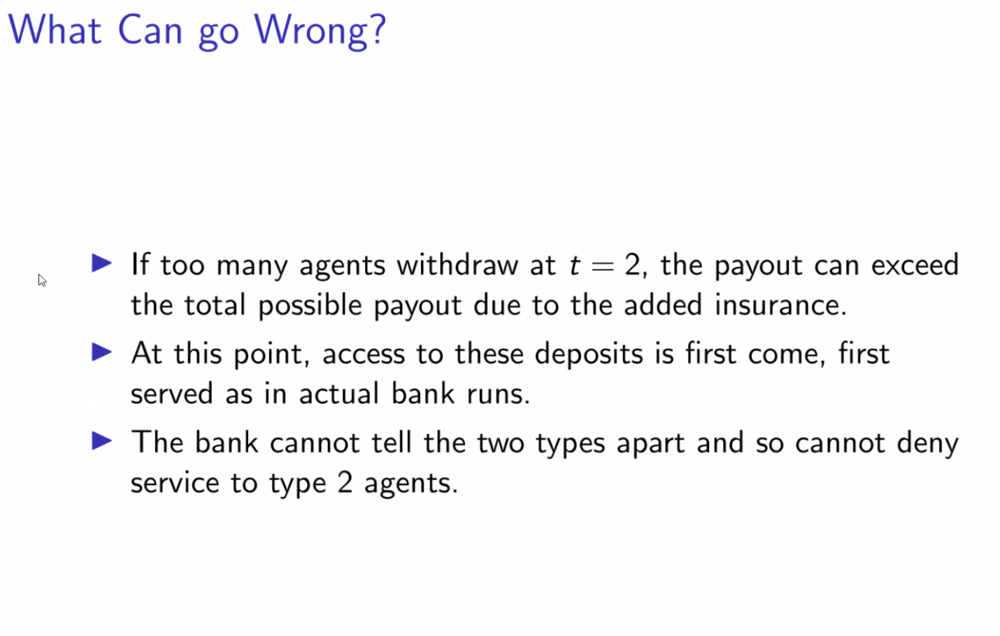 What Can go Wrong?
If too many agents withdraw at t = 2, the payout can exceed
the total possible payout due to the added insurance.
At this point, access to these deposits is first come, first
served as in actual bank runs.
The bank cannot tell the two types apart and so cannot deny
service to type 2 agents.